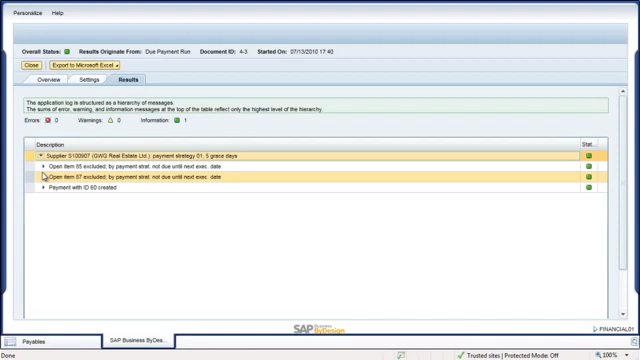 Personalize Help
Overall Status: Results Originate From: Due Payment Run Document ID: 4-3 Started On: 07/13/2010 17:40
Close Export to Microsoft Excel
Overview Settings Results
The application log is structured as a hierarchy of messages.
The sums of error, warning, and information messages at the top of the table reflect only the highest level of the hierarchy.
Errors: 0 Warnings: 0 Information: 1
Description Stat...
Supplier S100907 (GWG Real Estate Ltd.): payment strategy 01; 5 grace days
Open item 85 excluded; by payment strat. not due until next exec. date
Open item 87 excluded; by payment strat. not due until next exec. date
Payment with ID 60 created
SAP Business ByDesign
FINANCIAL01
Payables SAP Business ByDes...
Done Trusted sites | Protected Mode: Off 100%